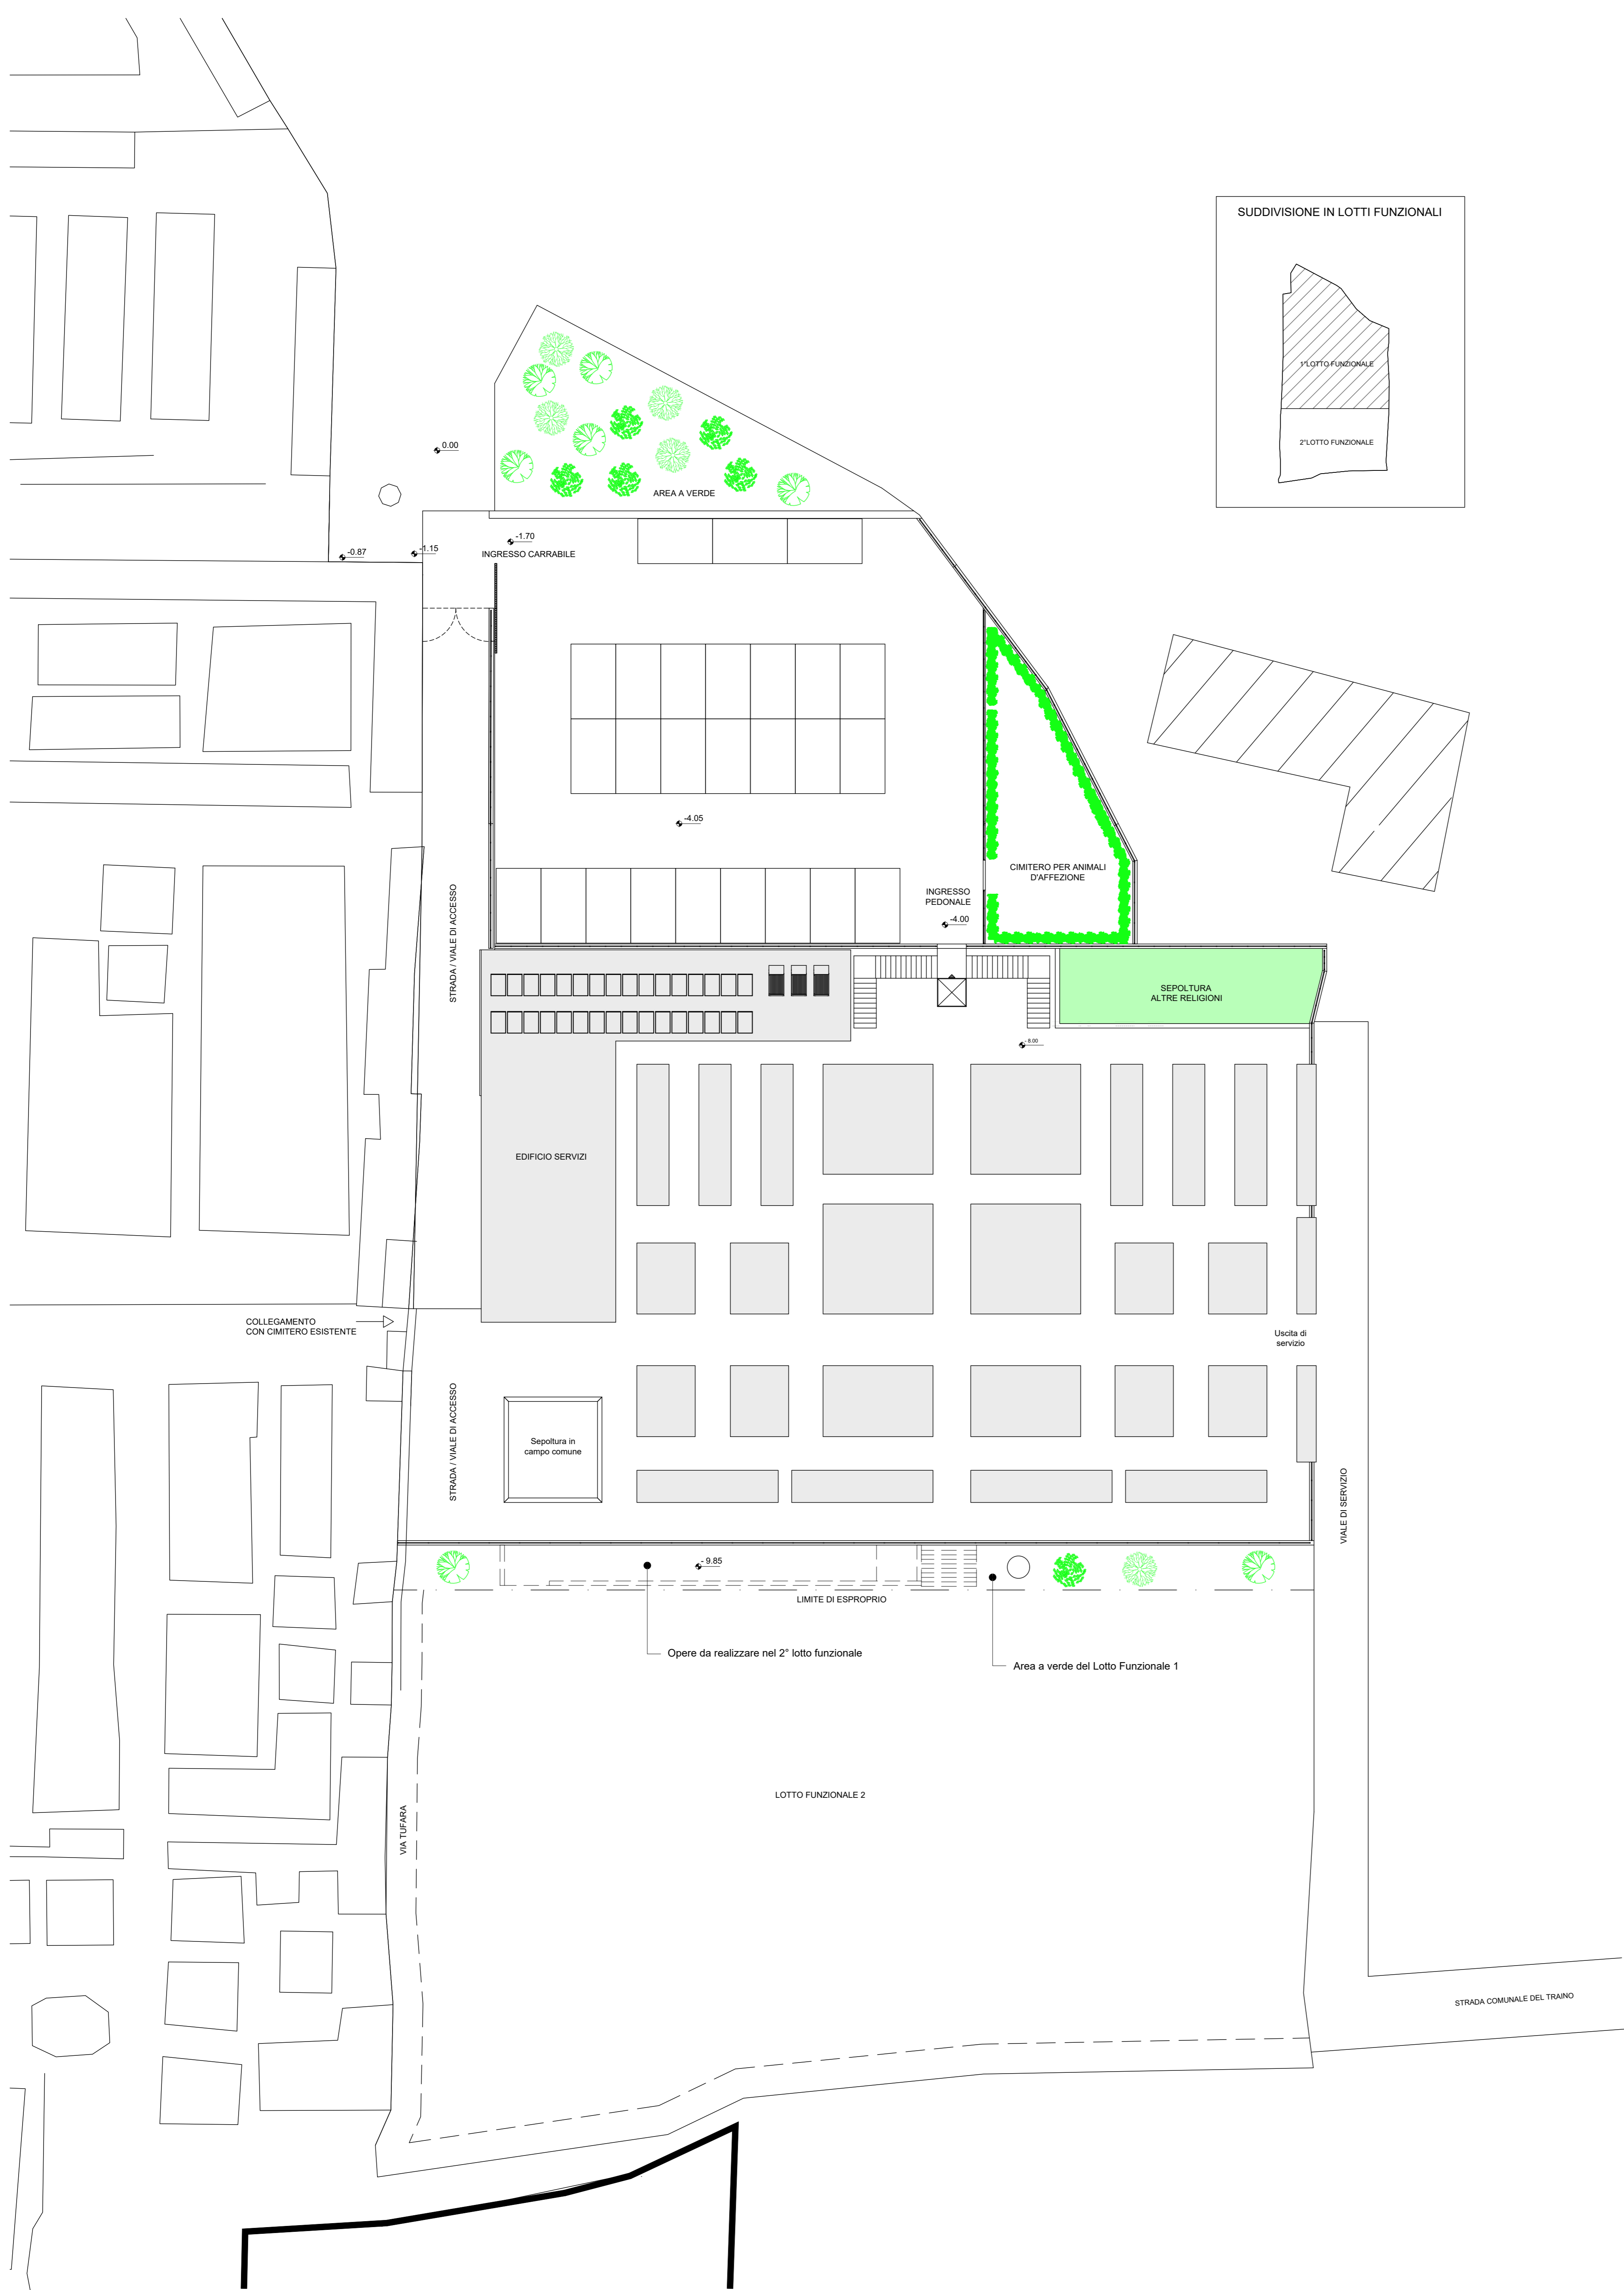 SUDDIVISIONE IN LOTTI FUNZIONALI
1°LOTTO FUNZIONALE
2°LOTTO FUNZIONALE
0.00
AREA A VERDE
-1.70
-0.87
-1.15
INGRESSO CARRABILE
-4.05
CIMITERO PER ANIMALI
D'AFFEZIONE
INGRESSO
PEDONALE
-4.00
STRADA / VIALE DI ACCESSO
SEPOLTURA
ALTRE RELIGIONI
- 8.00
EDIFICIO SERVIZI
COLLEGAMENTO
CON CIMITERO ESISTENTE
Uscita di
servizio
STRADA / VIALE DI ACCESSO
Sepoltura in
campo comune
VIALE DI SERVIZIO
- 9.85
LIMITE DI ESPROPRIO
Opere da realizzare nel 2° lotto funzionale
Area a verde del Lotto Funzionale 1
LOTTO FUNZIONALE 2
VIA TUFARA
STRADA COMUNALE DEL TRAINO